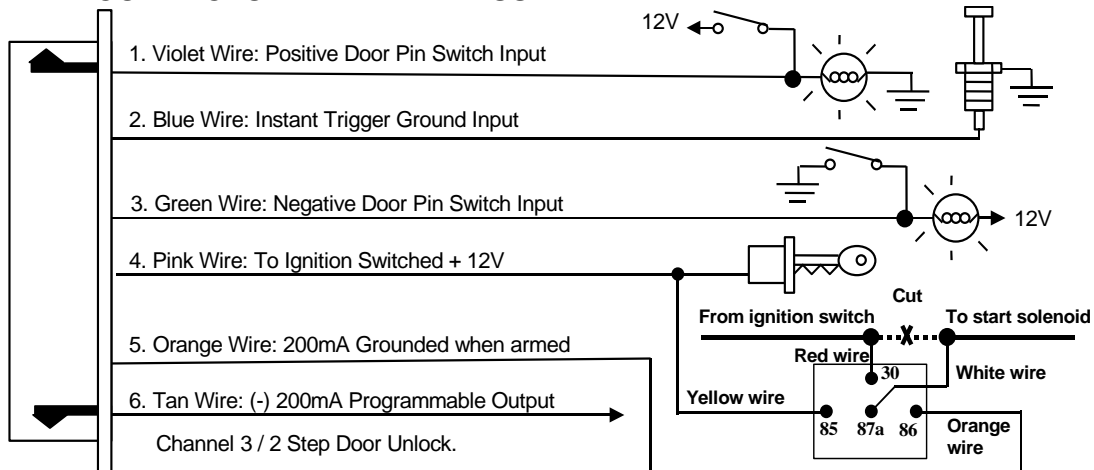 12V
1. Violet Wire: Positive Door Pin Switch Input
2. Blue Wire: Instant Trigger Ground Input
3. Green Wire: Negative Door Pin Switch Input
12V
4. Pink Wire: To Ignition Switched + 12V
Cut
From ignition switch
To start solenoid
5. Orange Wire: 200mA Grounded when armed
Red wire
30
White wire
6. Tan Wire: (-) 200mA Programmable Output
Channel 3 / 2 Step Door Unlock.
Yellow wire
85 87a 86
Orange
wire